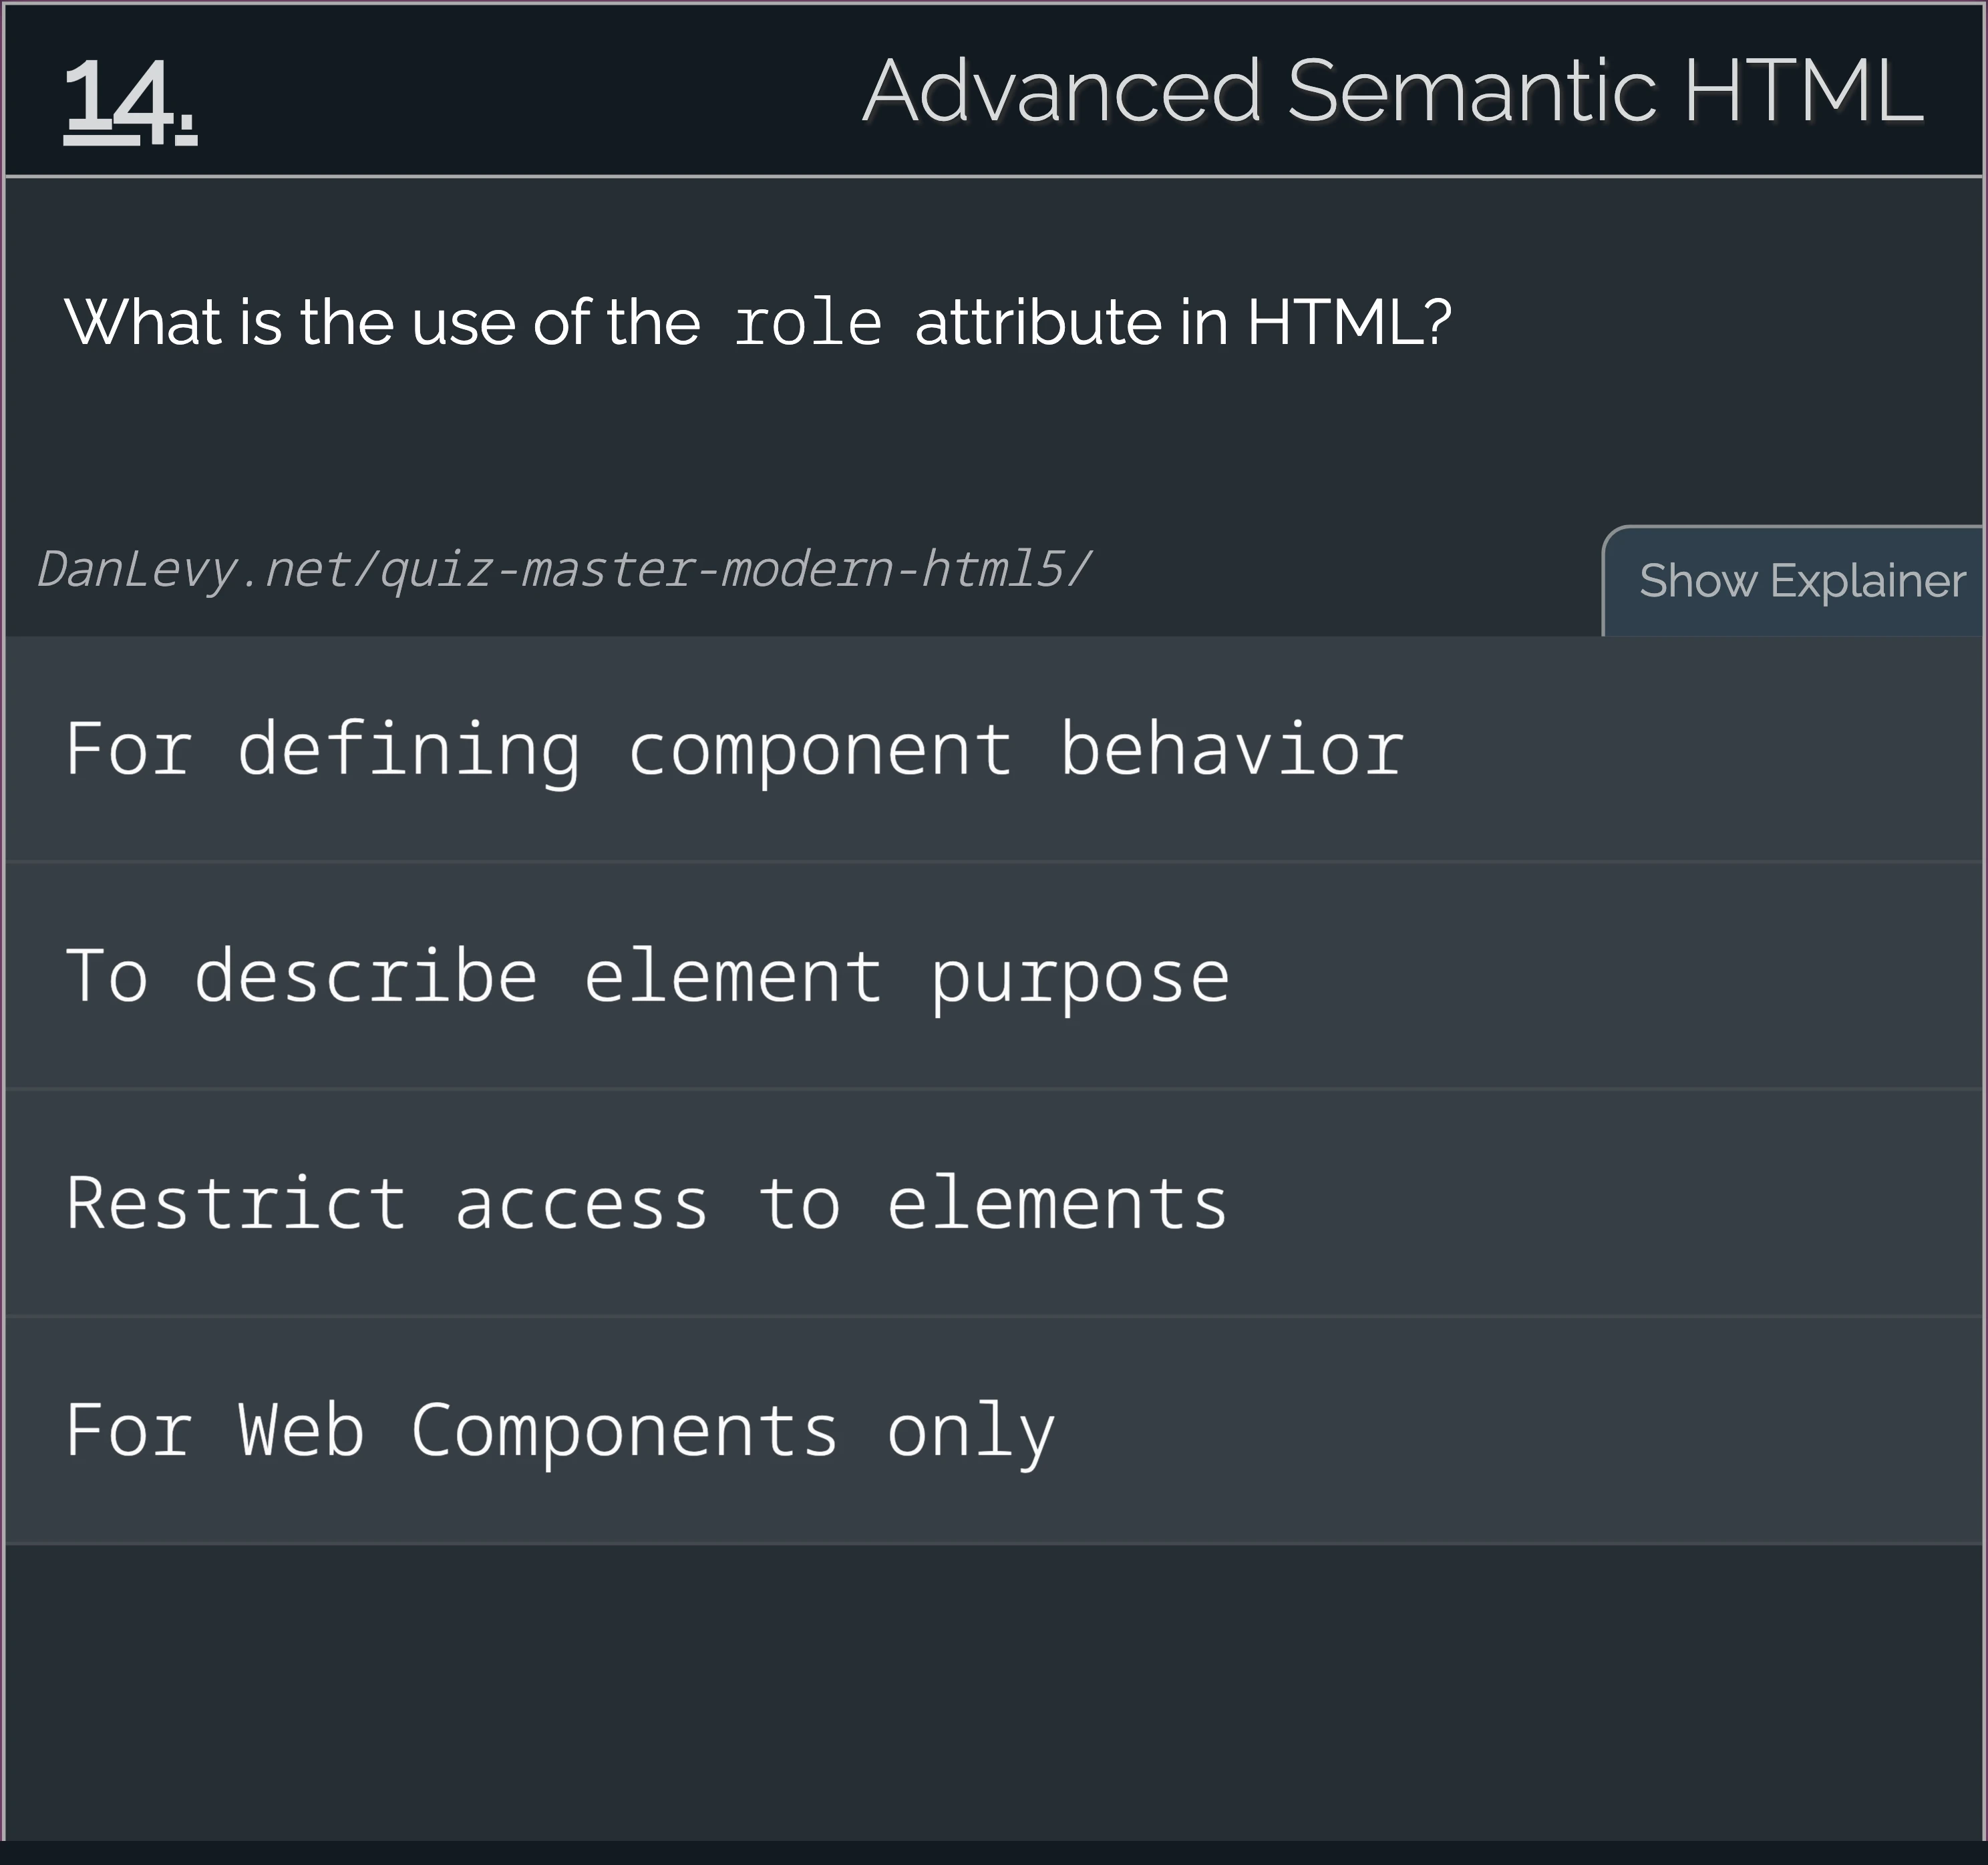 14.
Advanced Semantic HTML
What is the use of the role attribute in HTML?
DanLevy.net/quiz-master-modern-html5/
Show Explainer
For defining component behavior
To describe element purpose
Restrict access to elements
For Web Components only